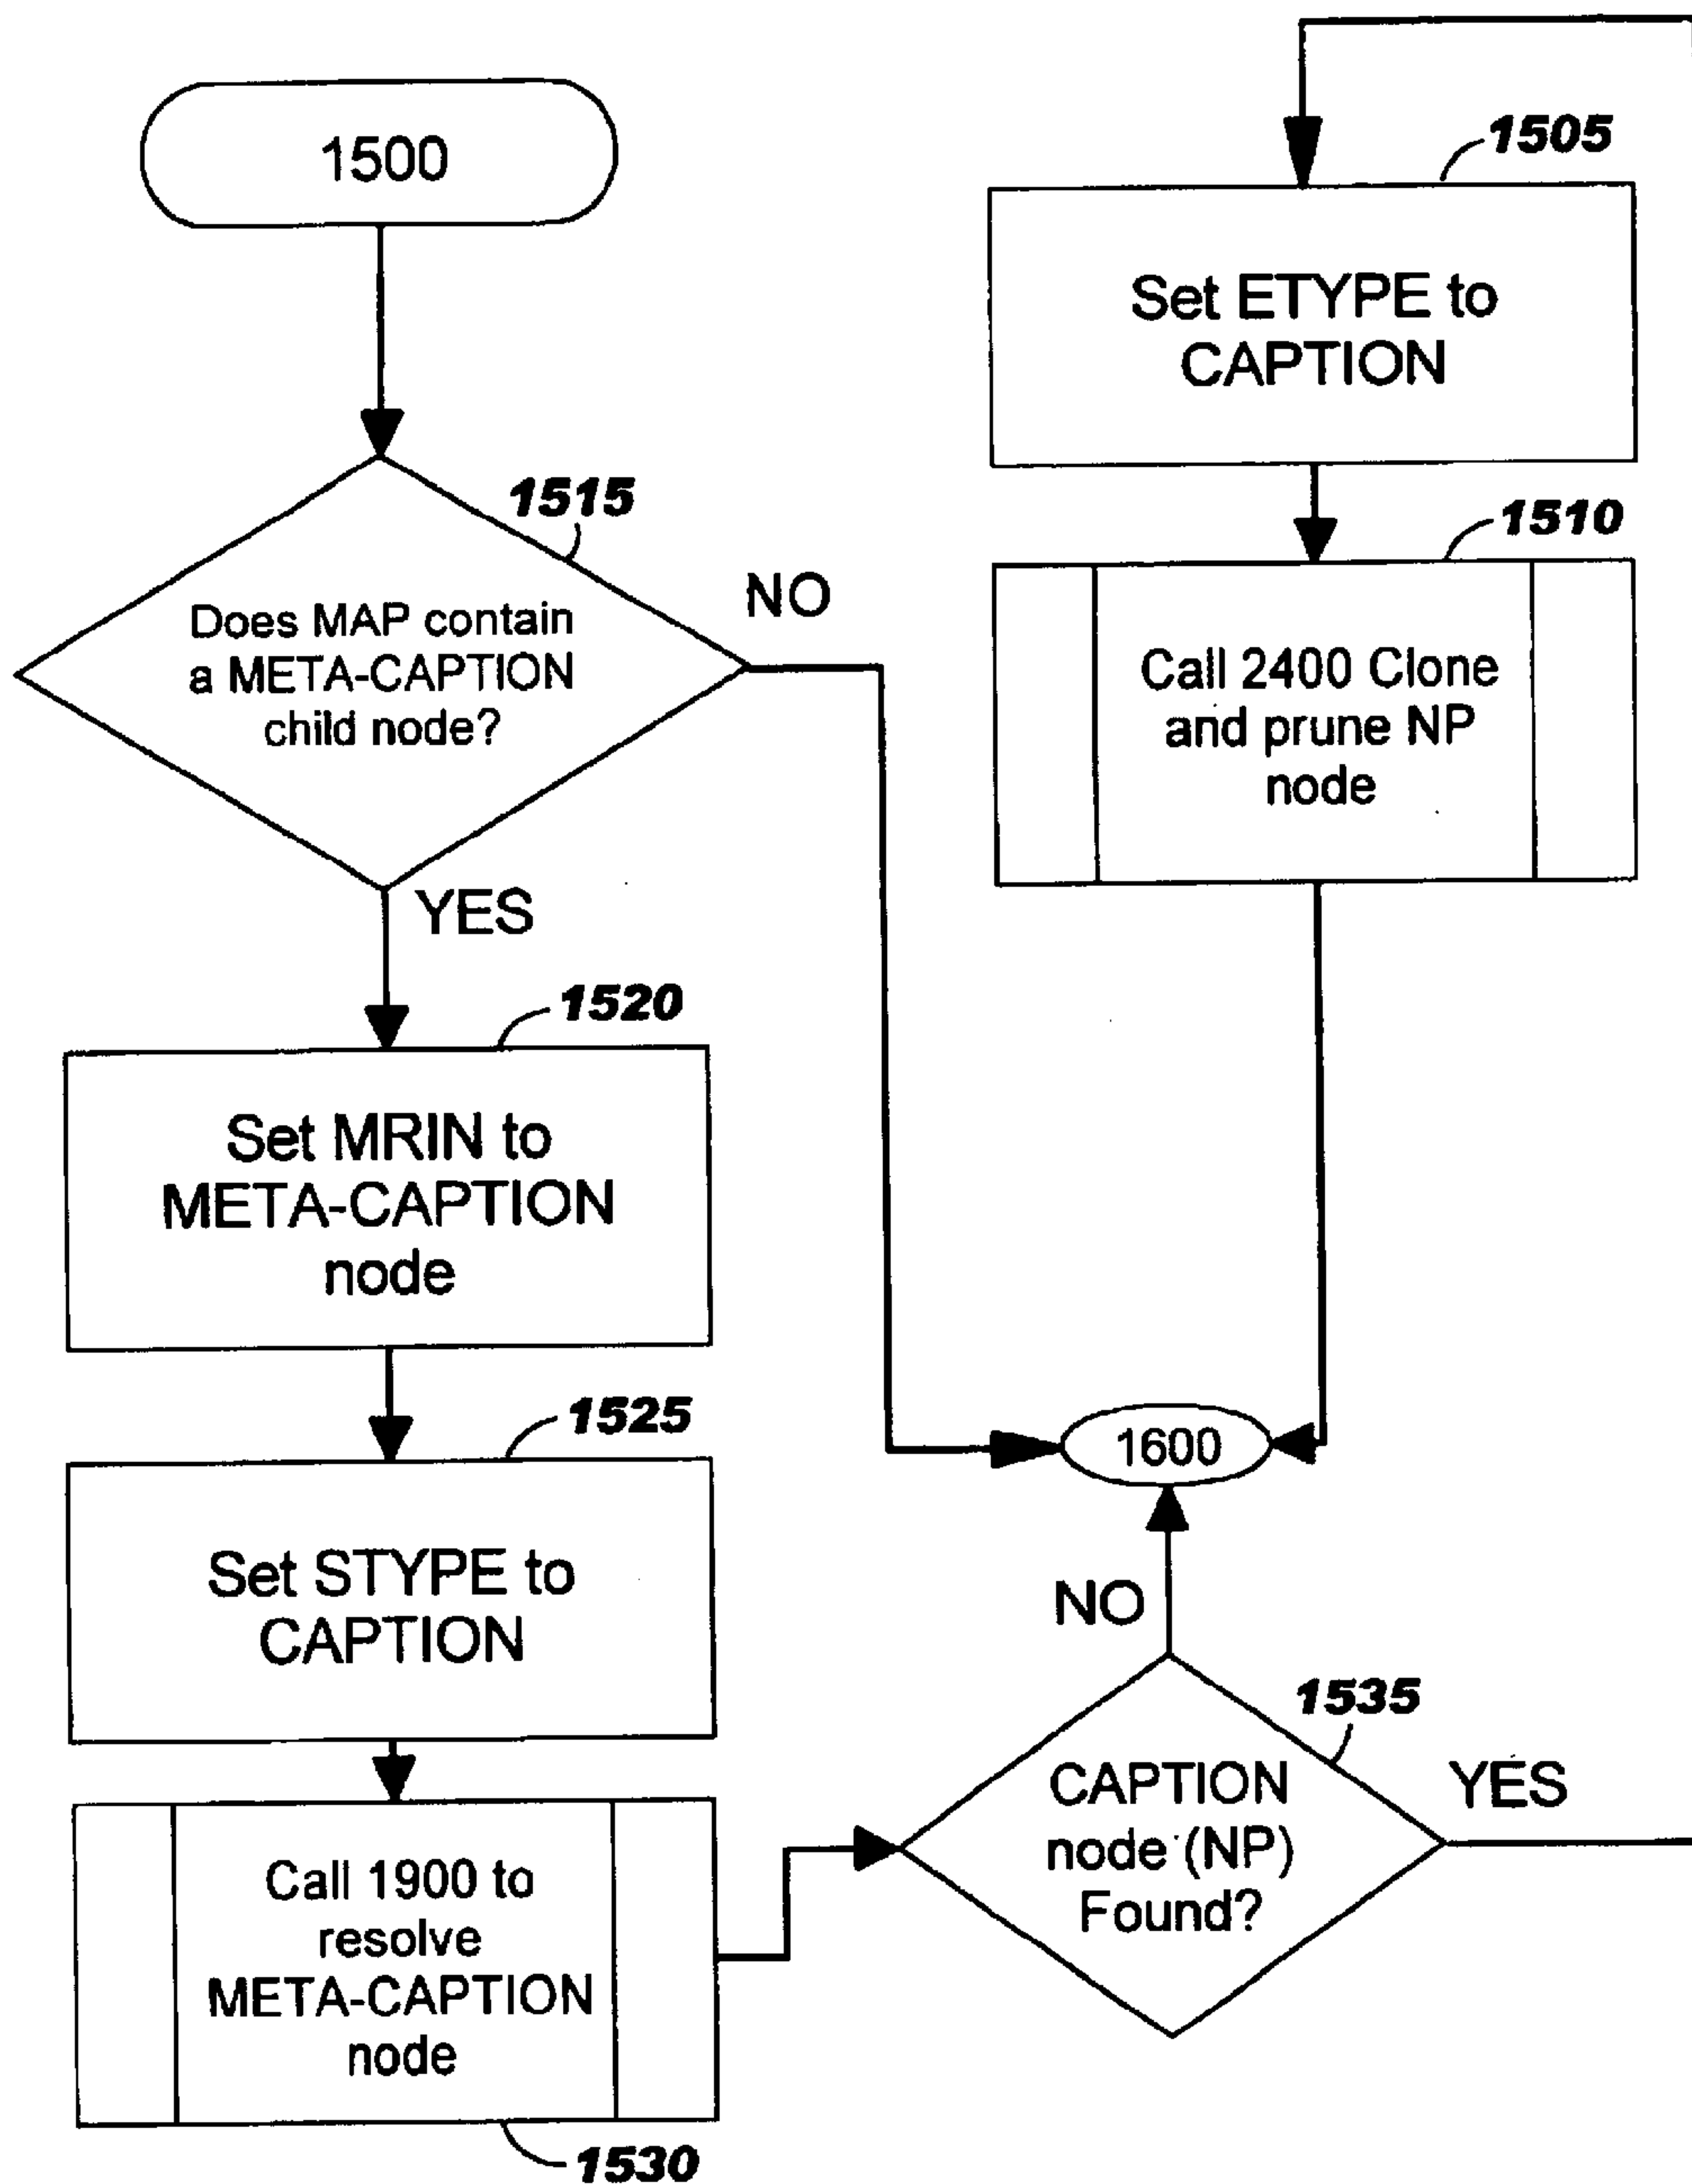 1500
1515
Does MAP contain
a META-CAPTION
child node?
NO
YES
1520
Set MRIN to
META-CAPTION
node
1525
Set STYPE to
CAPTION
Call 1900 to
resolve
META-CAPTION
node
1530
1505
Set ETYPE to
CAPTION
1510
Call 2400 Clone
and prune NP
node
1600
NO
1535
CAPTION
node (NP)
Found?
YES